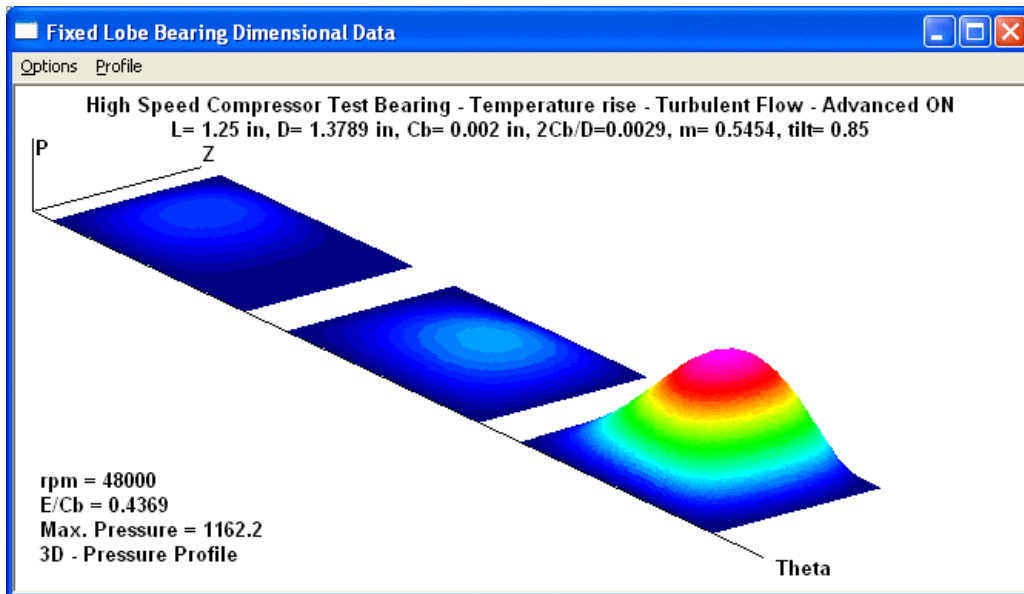 Fixed Lobe Bearing Dimensional Data
Options Profile
High Speed Compressor Test Bearing - Temperature rise - Turbulent Flow - Advanced ON
L= 1.25 in, D= 1.3789 in, Cb= 0.002 in, 2Cb/D=0.0029, m= 0.5454, tilt= 0.85
P
Z
rpm = 48000
E/Cb = 0.4369
Max. Pressure = 1162.2
3D - Pressure Profile
Theta